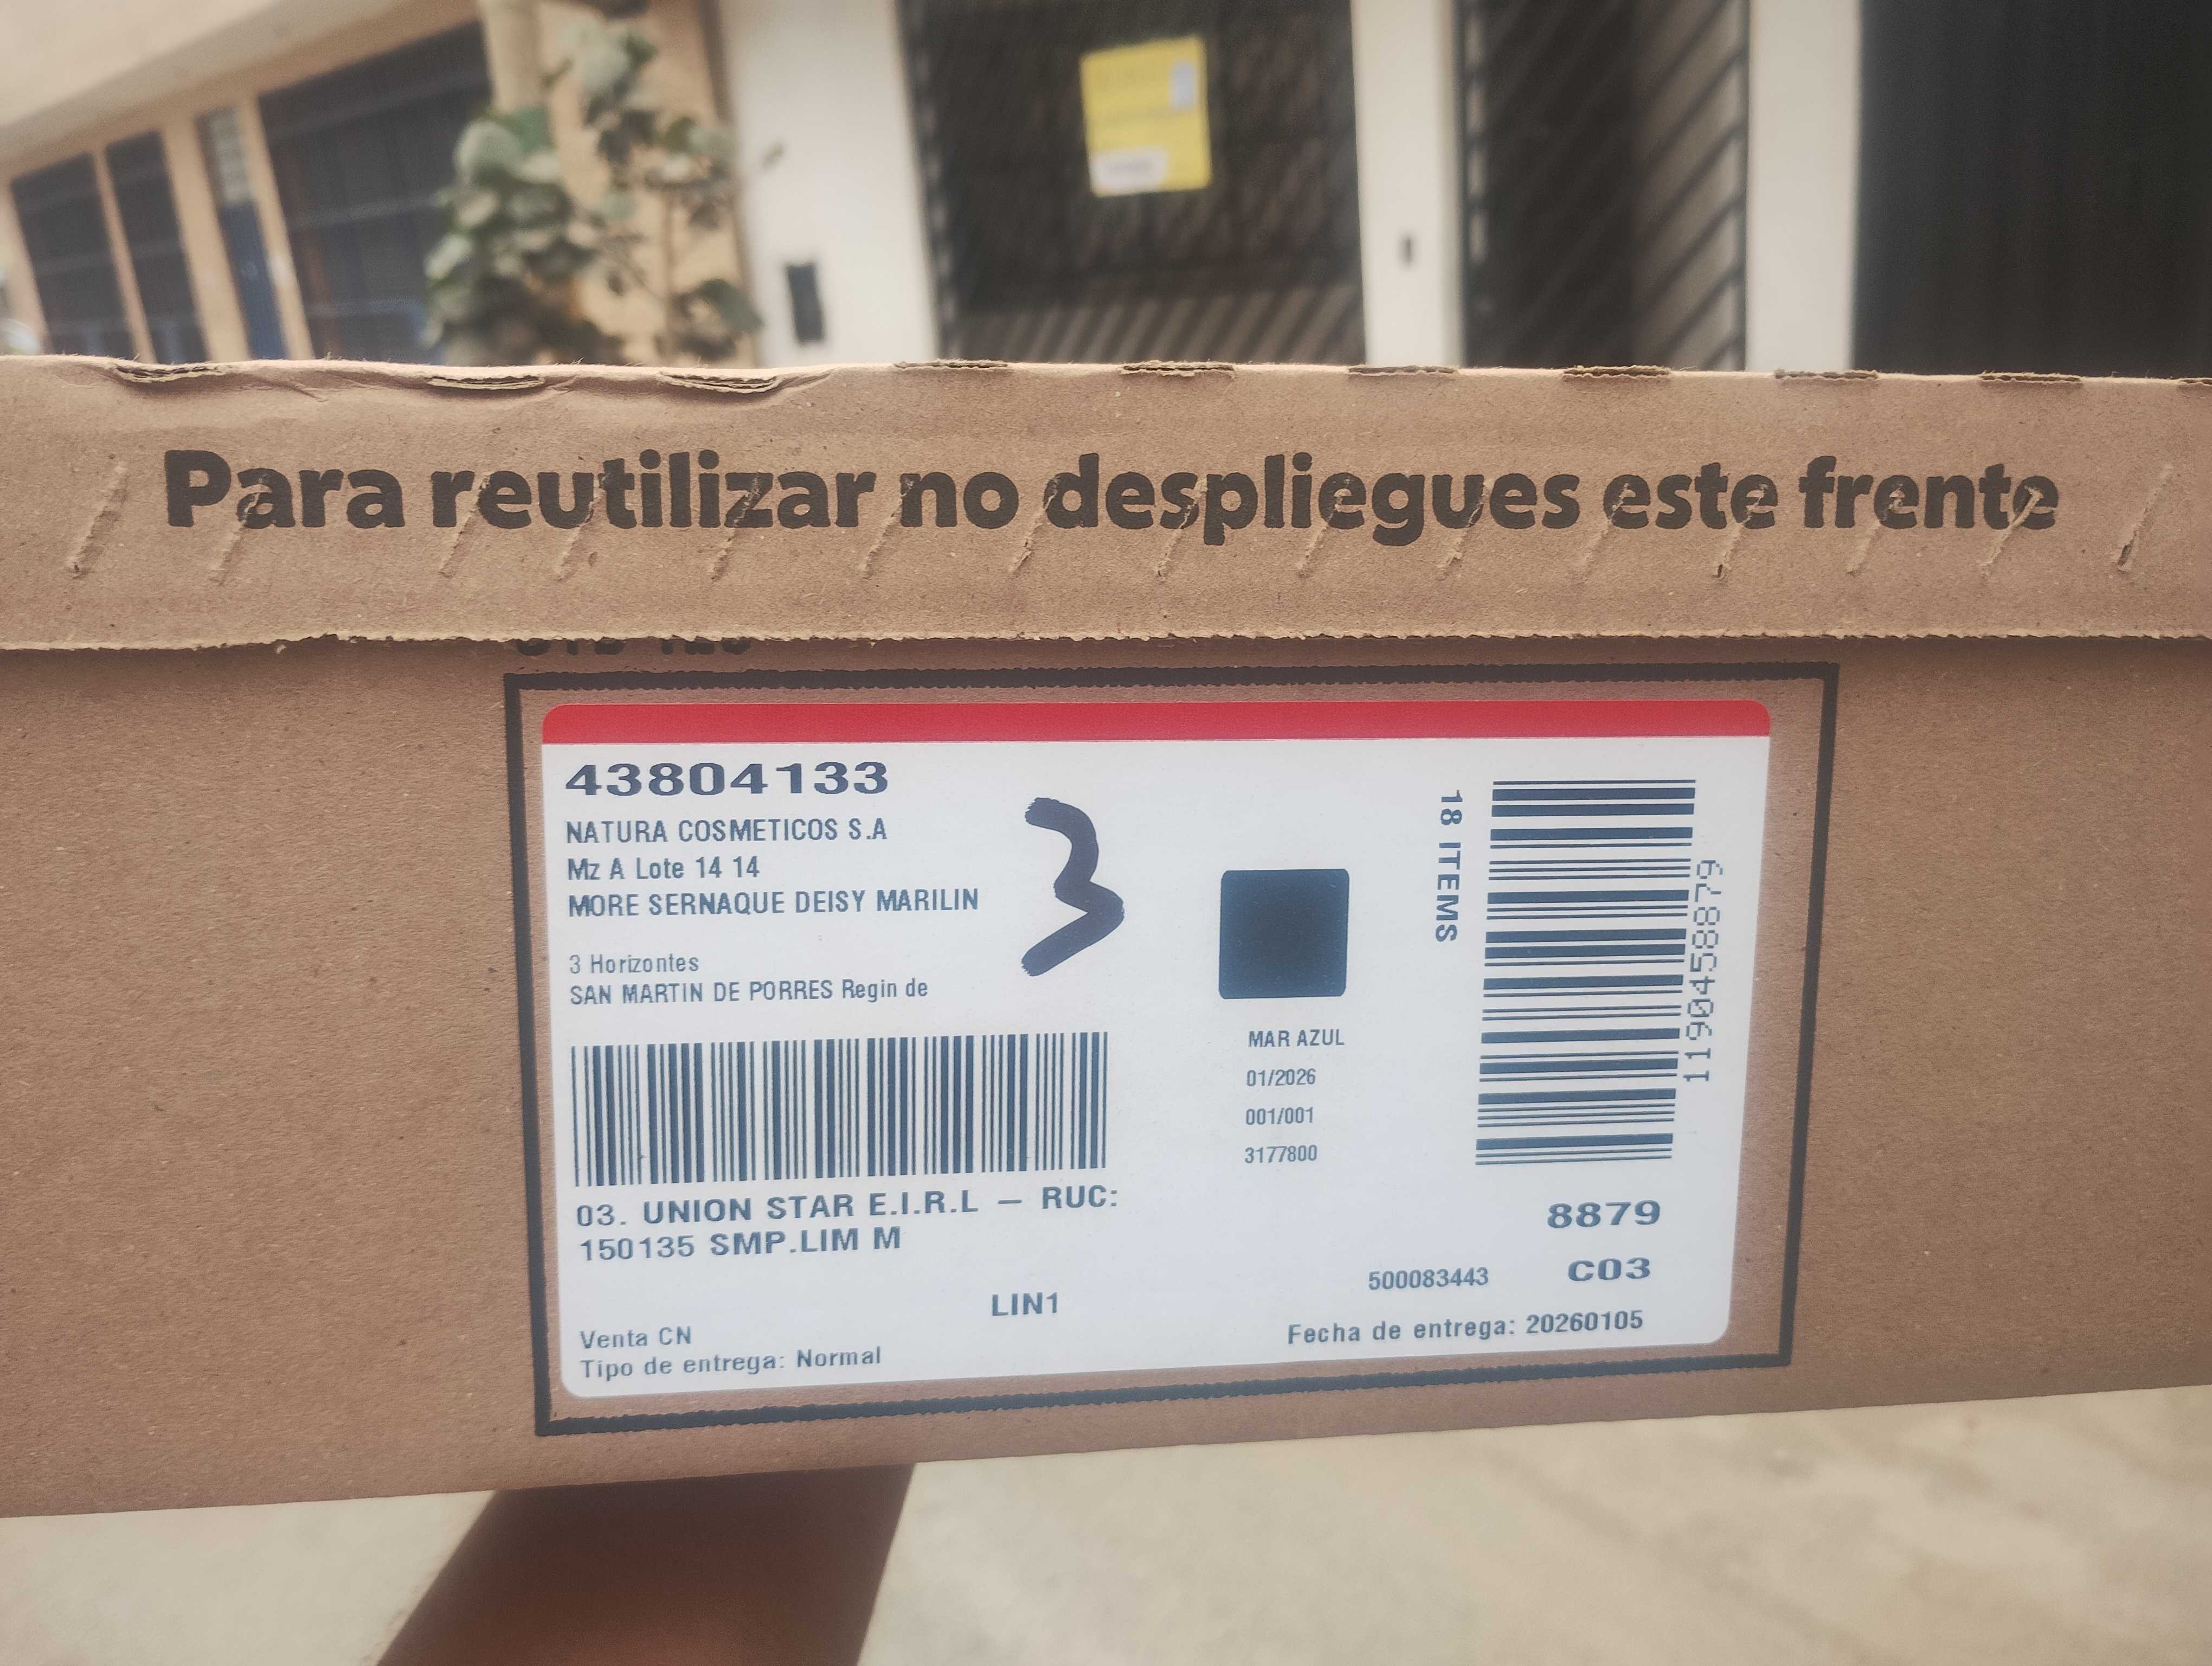 Para reutilizar no despliegues este frente
43804133
NATURA COSMETICOS S.A
Mz A Lote 14 14
MORE SERNAQUE DEISY MARILIN
3
3 Horizontes
SAN MARTIN DE PORRES Regin de
MAR AZUL
01/2026
001/001
3177800
18 ITEMS
1190458879
03. UNION STAR E.I.R.L – RUC:
150135 SMP.LIM M
8879
500083443 C03
LIN1
Fecha de entrega: 20260105
Venta CN
Tipo de entrega: Normal